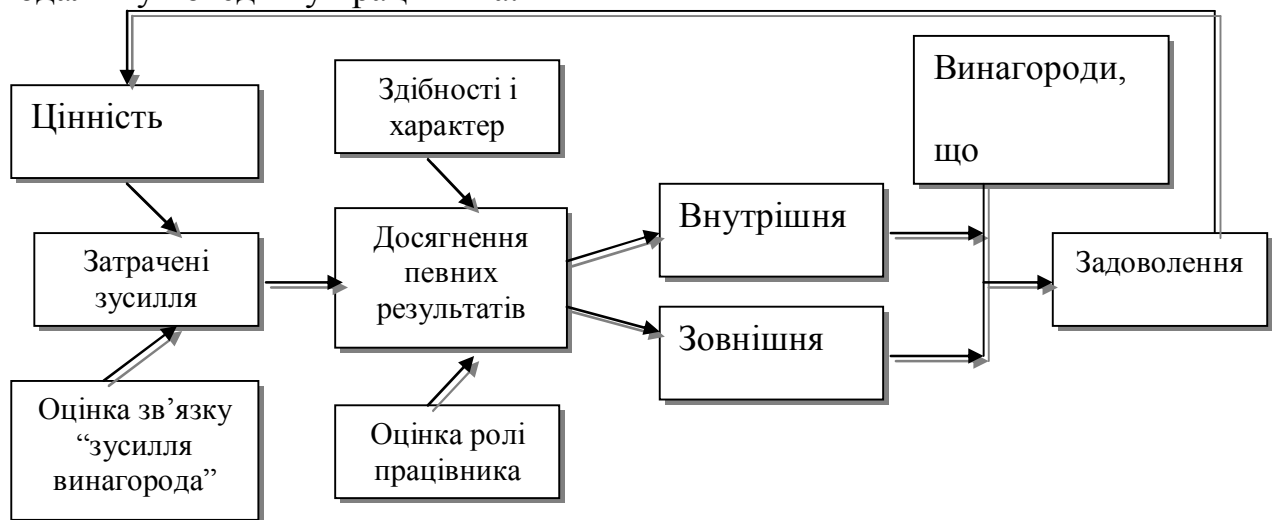 Цінність
Здібності і
характер
Винагороди,
що
Затрачені
зусилля
Досягнення
певних
результатів
Внутрішня
Зовнішня
Задоволення
Оцінка зв’язку
“зусилля
винагорода”
Оцінка ролі
працівника